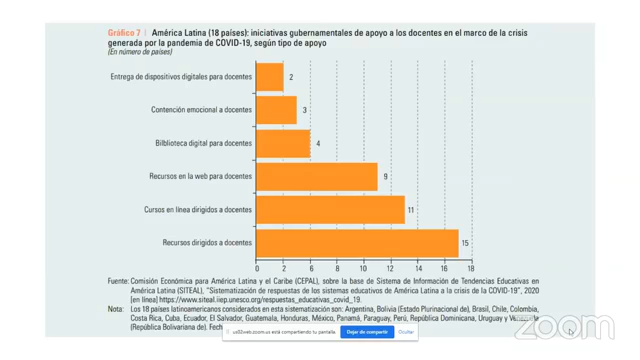 Gráfico 7 América Latina (18 países): iniciativas gubernamentales de apoyo a los docentes en el marco de la crisis
generada por la pandemia de COVID-19, según tipo de apoyo
(En número de países)
Entrega de dispositivos digitales para docentes 2
Contención emocional a docentes 3
Bilblioteca digital para docentes 4
Recursos en la web para docentes 9
Cursos en línea dirigidos a docentes 11
Recursos dirigidos a docentes 15
0 2 4 6 8 10 12 14 16 18
Fuente: Comisión Económica para América Latina y el Caribe (CEPAL), sobre la base de Sistema de Información de Tendencias Educativas en
América Latina (SITEAL), "Sistematización de respuestas de los sistemas educativos de América Latina a la crisis de la COVID-19", 2020
[en línea] https://www.siteal.iiep.unesco.org/respuestas_educativas_covid_19.
Nota: Los 18 países latinoamericanos considerados en esta sistematización son: Argentina, Bolivia (Estado Plurinacional de), Brasil, Chile, Colombia,
Costa Rica, Cuba, Ecuador, El Salvador, Guatemala, Honduras, México, Panamá, Paraguay, Perú, República Dominicana, Uruguay y Venezuela
(República Bolivariana de). Fech
us02web.zoom.us está compartiendo tu pantalla. Dejar de compartir Ocultar
zoom